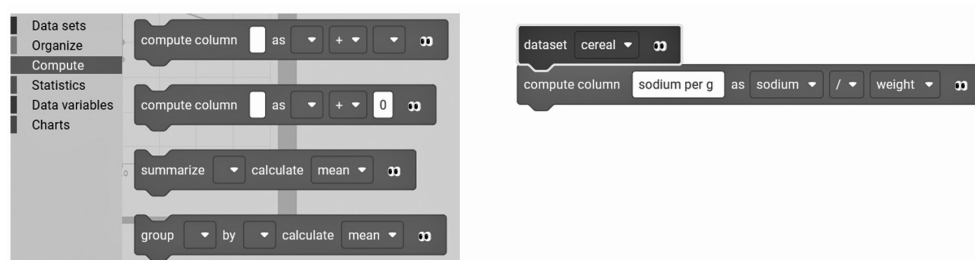 Data sets
Organize
Compute
Statistics
Data variables
Charts
compute column as +
compute column as + 0
summarize calculate mean
group by calculate mean
dataset cereal
compute column sodium per g as sodium / weight